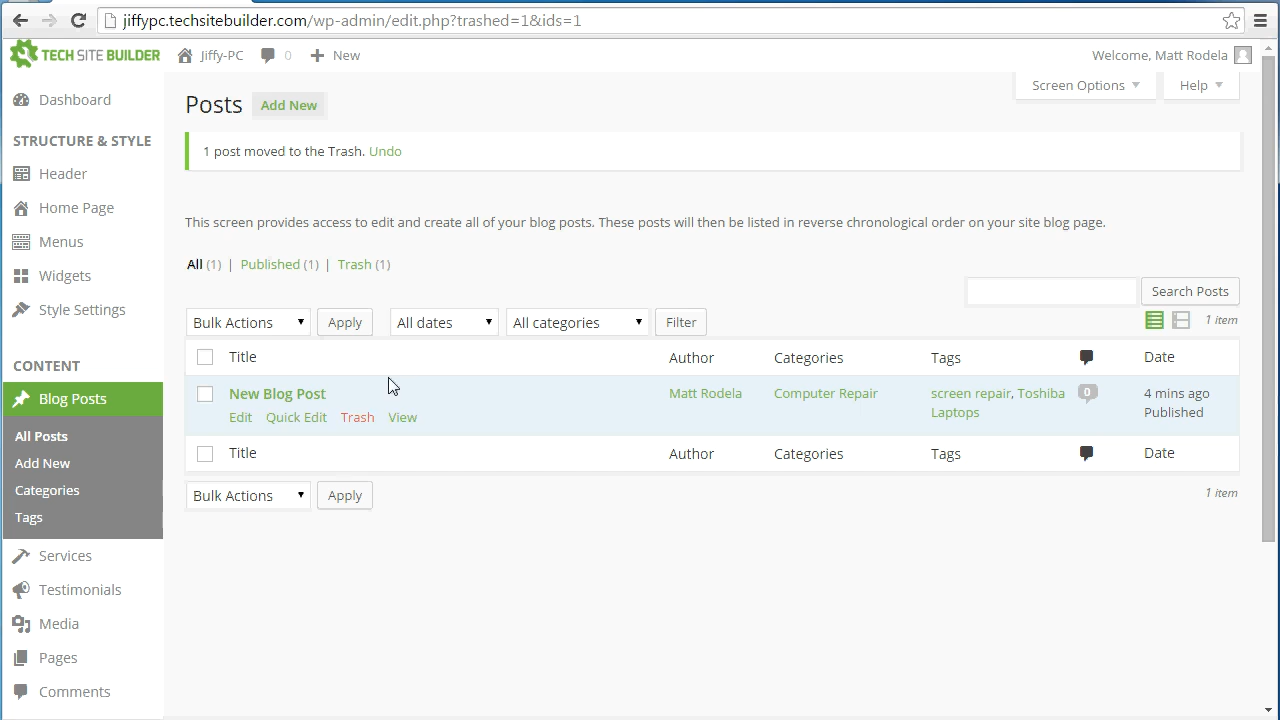 jiffypc.techsitebuilder.com/wp-admin/edit.php?trashed=1&ids=1
TECH SITE BUILDER Jiffy-PC 0 New Welcome, Matt Rodela
Screen Options Help
Posts Add New
1 post moved to the Trash. Undo
This screen provides access to edit and create all of your blog posts. These posts will then be listed in reverse chronological order on your site blog page.
All (1) | Published (1) | Trash (1)
Search Posts
Bulk Actions Apply All dates All categories Filter 1 item
Title Author Categories Tags Date
New Blog Post Matt Rodela Computer Repair screen repair, Toshiba Laptops 0 4 mins ago Published
Edit Quick Edit Trash View
Title Author Categories Tags Date
Bulk Actions Apply 1 item
Dashboard
STRUCTURE & STYLE
Header
Home Page
Menus
Widgets
Style Settings
CONTENT
Blog Posts
All Posts
Add New
Categories
Tags
Services
Testimonials
Media
Pages
Comments